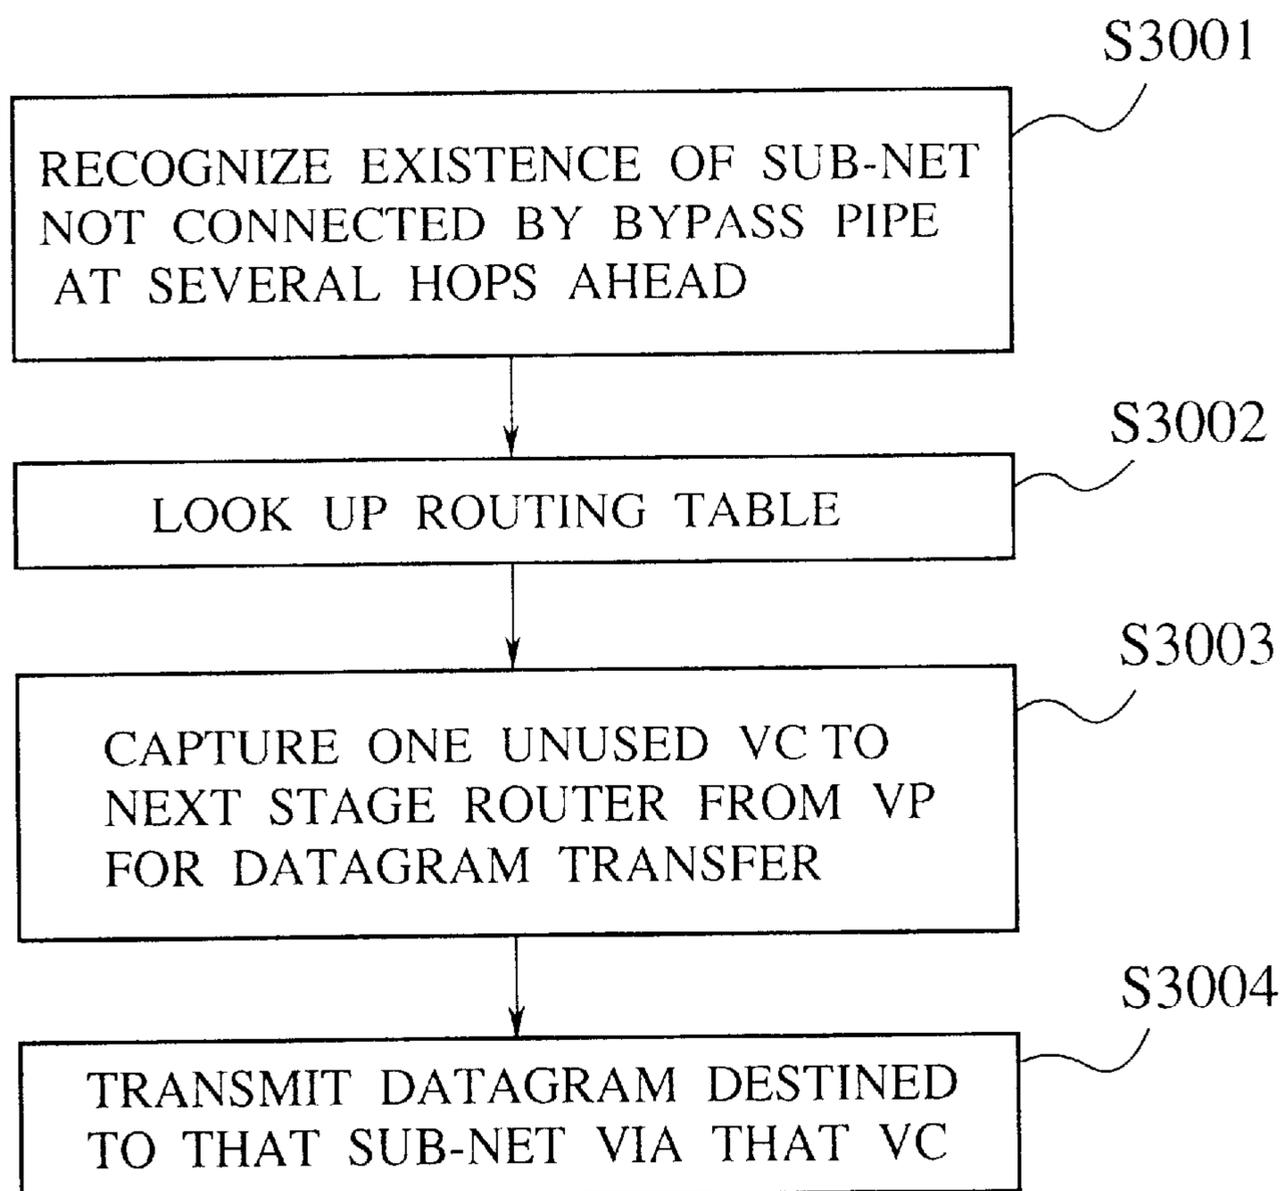 S3001
RECOGNIZE EXISTENCE OF SUB-NET
NOT CONNECTED BY BYPASS PIPE
AT SEVERAL HOPS AHEAD
S3002
LOOK UP ROUTING TABLE
S3003
CAPTURE ONE UNUSED VC TO
NEXT STAGE ROUTER FROM VP
FOR DATAGRAM TRANSFER
S3004
TRANSMIT DATAGRAM DESTINED
TO THAT SUB-NET VIA THAT VC